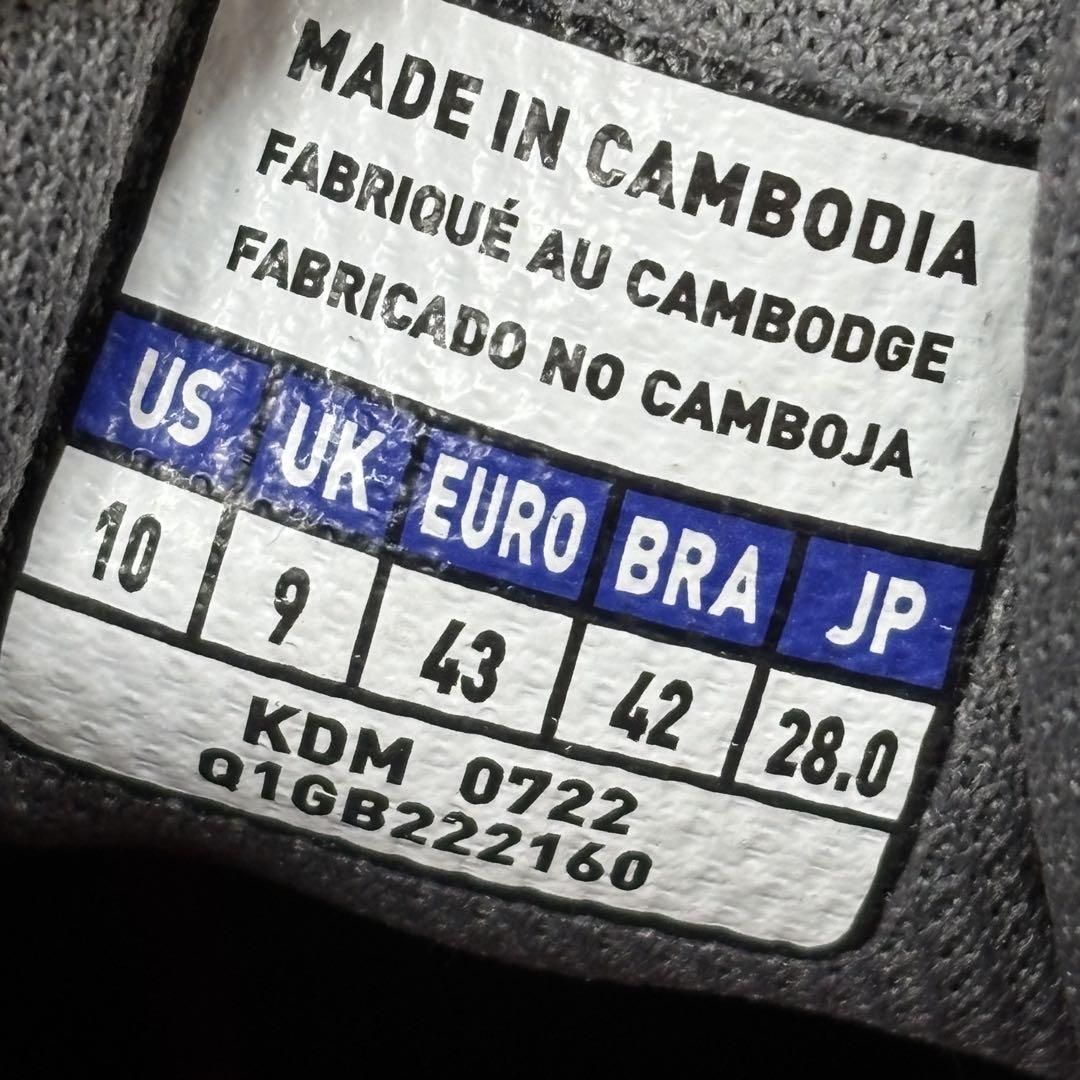 MADE IN CAMBODIA
FABRIQUÉ AU CAMBODGE
FABRICADO NO CAMBOJA
US UK EURO BRA JP
10 9 43 42 28.0
KDM 0722
Q1GB222160